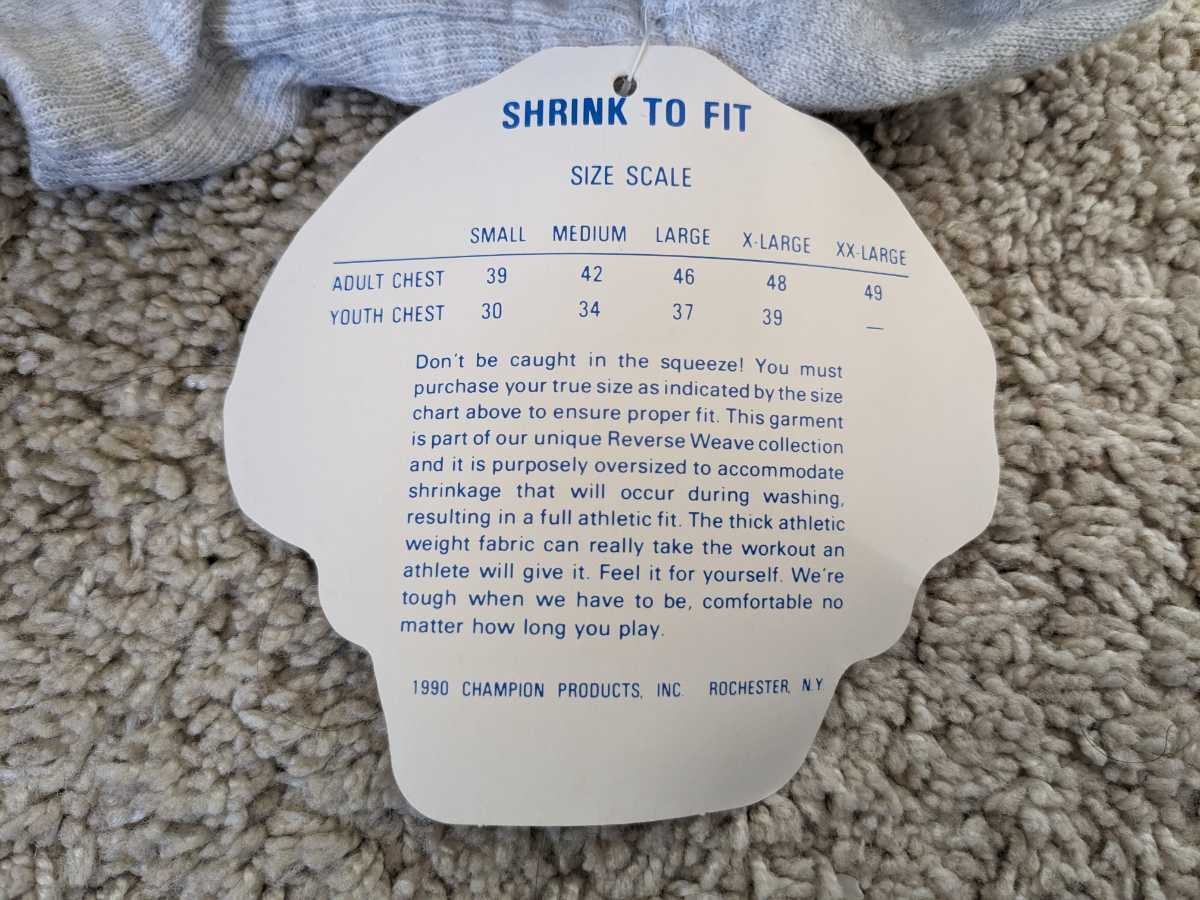 SHRINK TO FIT
SIZE SCALE
SMALL MEDIUM LARGE X-LARGE XX-LARGE
ADULT CHEST 39 42 46 48 49
YOUTH CHEST 30 34 37 39 —
Don't be caught in the squeeze! You must
purchase your true size as indicated by the size
chart above to ensure proper fit. This garment
is part of our unique Reverse Weave collection
and it is purposely oversized to accommodate
shrinkage that will occur during washing,
resulting in a full athletic fit. The thick athletic
weight fabric can really take the workout an
athlete will give it. Feel it for yourself. We're
tough when we have to be, comfortable no
matter how long you play.
1990 CHAMPION PRODUCTS, INC. ROCHESTER, N.Y.